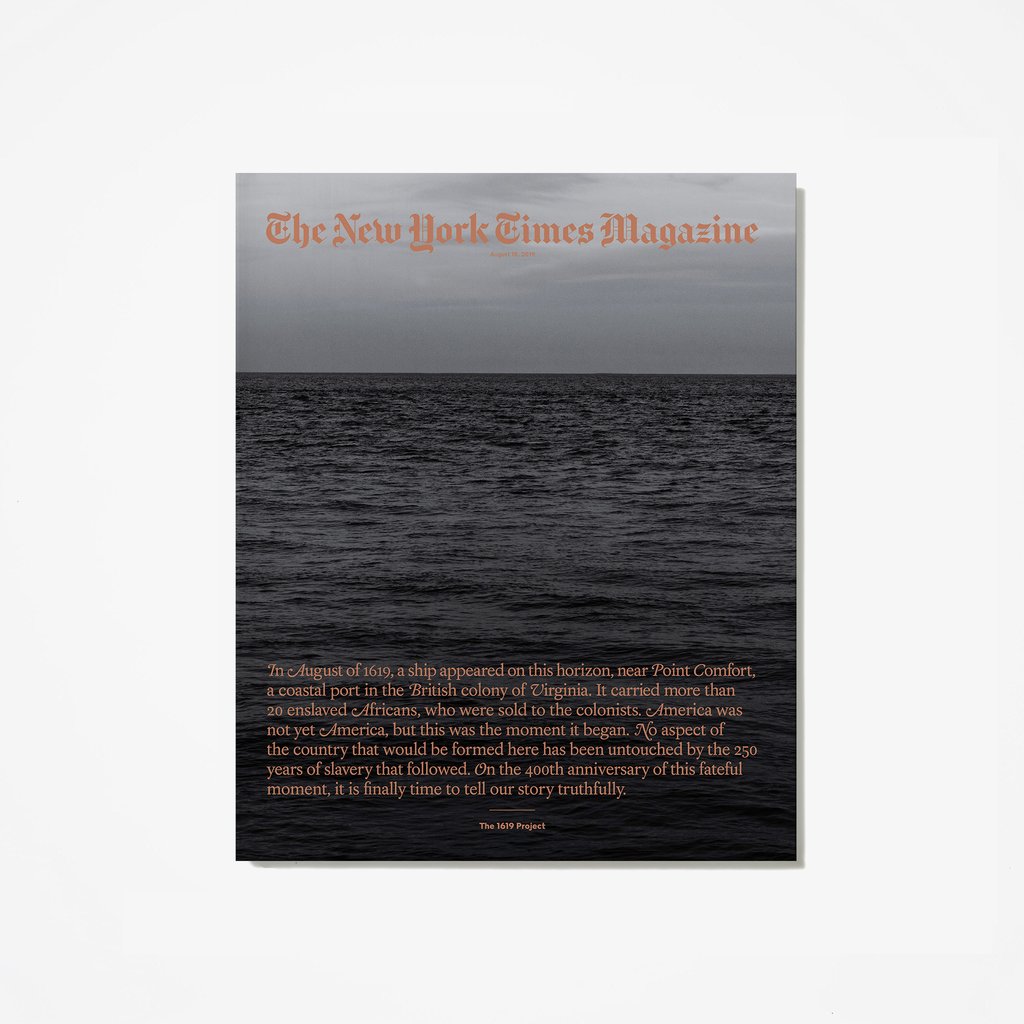 The New York Times Magazine
August 18, 2019
In August of 1619, a ship appeared on this horizon, near Point Comfort,
a coastal port in the British colony of Virginia. It carried more than
20 enslaved Africans, who were sold to the colonists. America was
not yet America, but this was the moment it began. No aspect of
the country that would be formed here has been untouched by the 250
years of slavery that followed. On the 400th anniversary of this fateful
moment, it is finally time to tell our story truthfully.
The 1619 Project